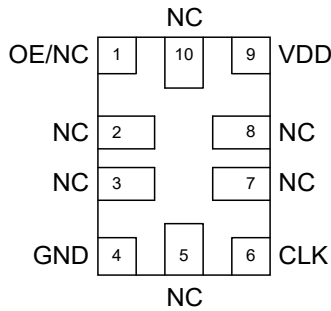 NC
OE/NC 1 10 9 VDD
NC 2 8 NC
NC 3 7 NC
GND 4 5 6 CLK
NC